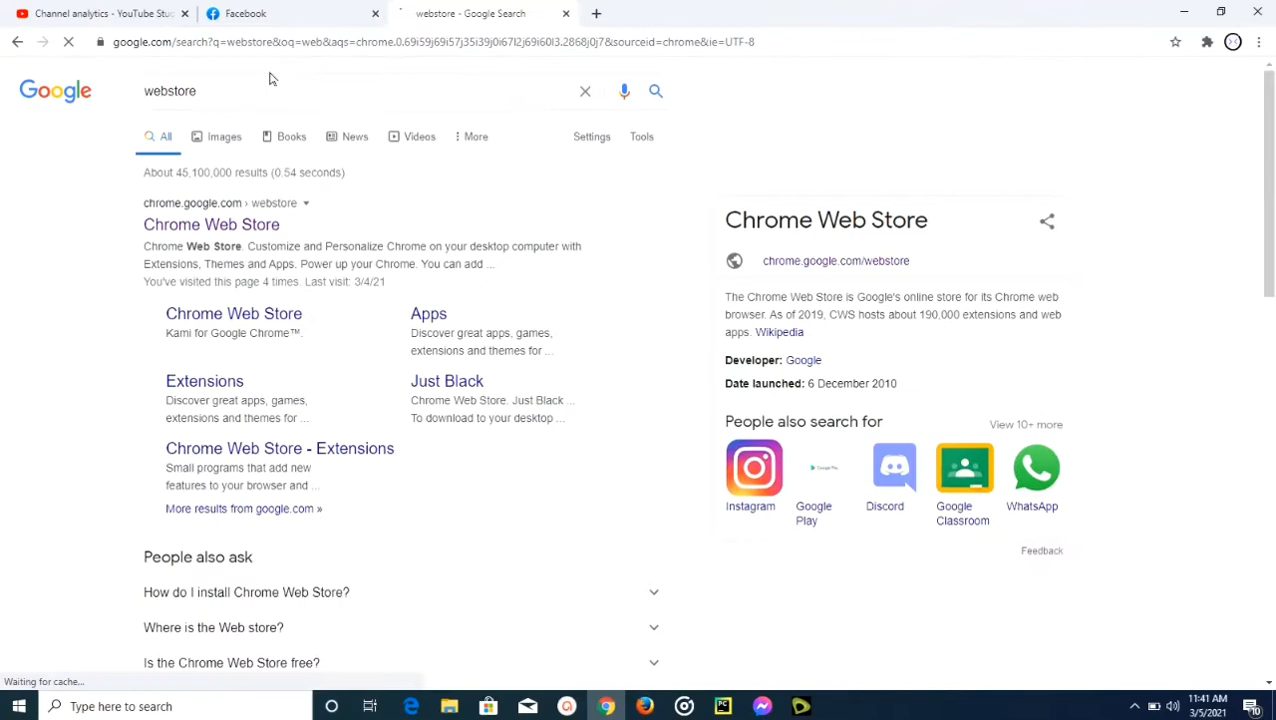 Channel analytics - YouTube Stu
Facebook
webstore - Google Search
google.com/search?q=webstore&oq=web&aqs=chrome.0.69i59j69i57j35i39j0i67l2j69i60l3.2868j0j7&sourceid=chrome&ie=UTF-8
Google
webstore
All
Images
Books
News
Videos
More
Settings
Tools
About 45,100,000 results (0.54 seconds)
chrome.google.com › webstore
Chrome Web Store
Chrome Web Store. Customize and Personalize Chrome on your desktop computer with
Extensions, Themes and Apps. Power up your Chrome. You can add ...
You've visited this page 4 times. Last visit: 3/4/21
Chrome Web Store
Kami for Google Chrome™.
Apps
Discover great apps, games,
extensions and themes for ...
Extensions
Discover great apps, games,
extensions and themes for ...
Just Black
Chrome Web Store. Just Black ...
To download to your desktop ...
Chrome Web Store - Extensions
Small programs that add new
features to your browser and ...
More results from google.com »
People also ask
How do I install Chrome Web Store?
Where is the Web store?
Is the Chrome Web Store free?
Chrome Web Store
chrome.google.com/webstore
The Chrome Web Store is Google's online store for its Chrome web
browser. As of 2019, CWS hosts about 190,000 extensions and web
apps. Wikipedia
Developer: Google
Date launched: 6 December 2010
People also search for
View 10+ more
Google Play
Instagram
Google
Play
Discord
Google
Classroom
WhatsApp
Feedback
Waiting for cache...
Type here to search
PC
11:41 AM
3/5/2021
10